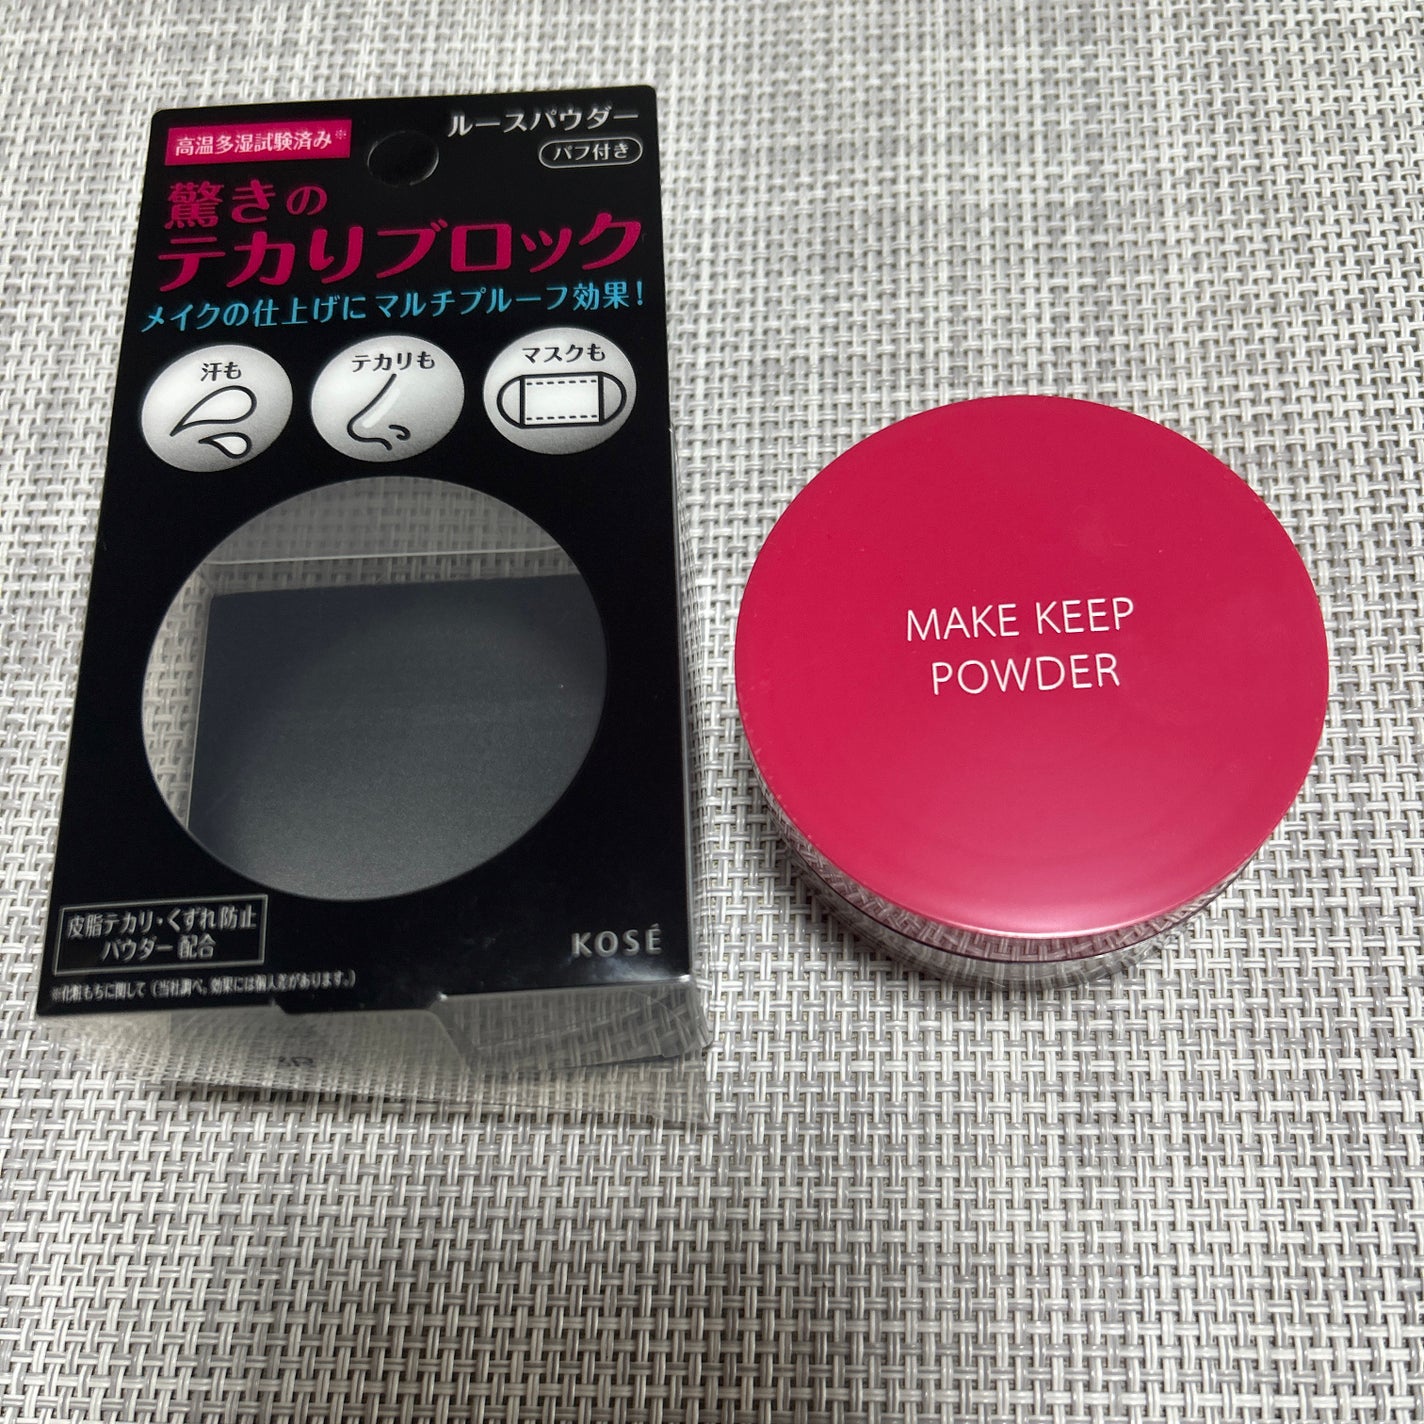 高温多湿試験済み※
ルースパウダー
パフ付き
驚きの
テカリブロック
メイクの仕上げにマルチプルーフ効果！
汗も
テカリも
マスクも
皮脂テカリ・くずれ防止
パウダー配合
※化粧もちに関して（当社調べ。効果には個人差があります。）
KOSÉ
MAKE KEEP
POWDER